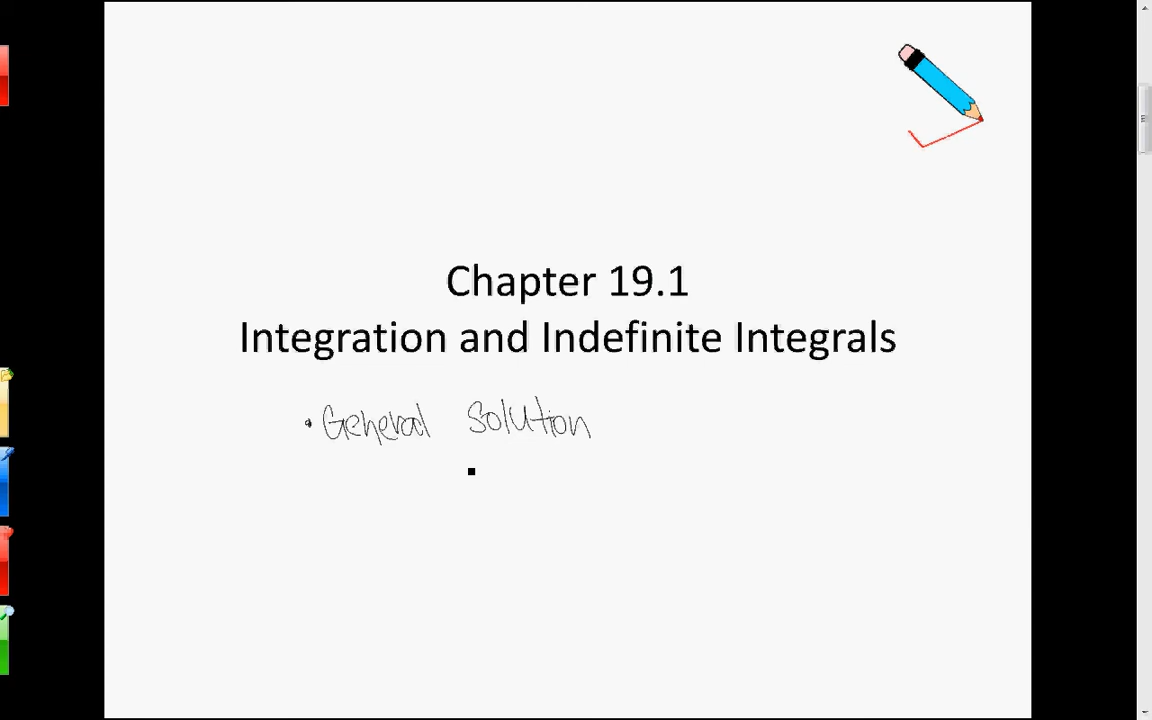 Chapter 19.1
Integration and Indefinite Integrals
• General Solution